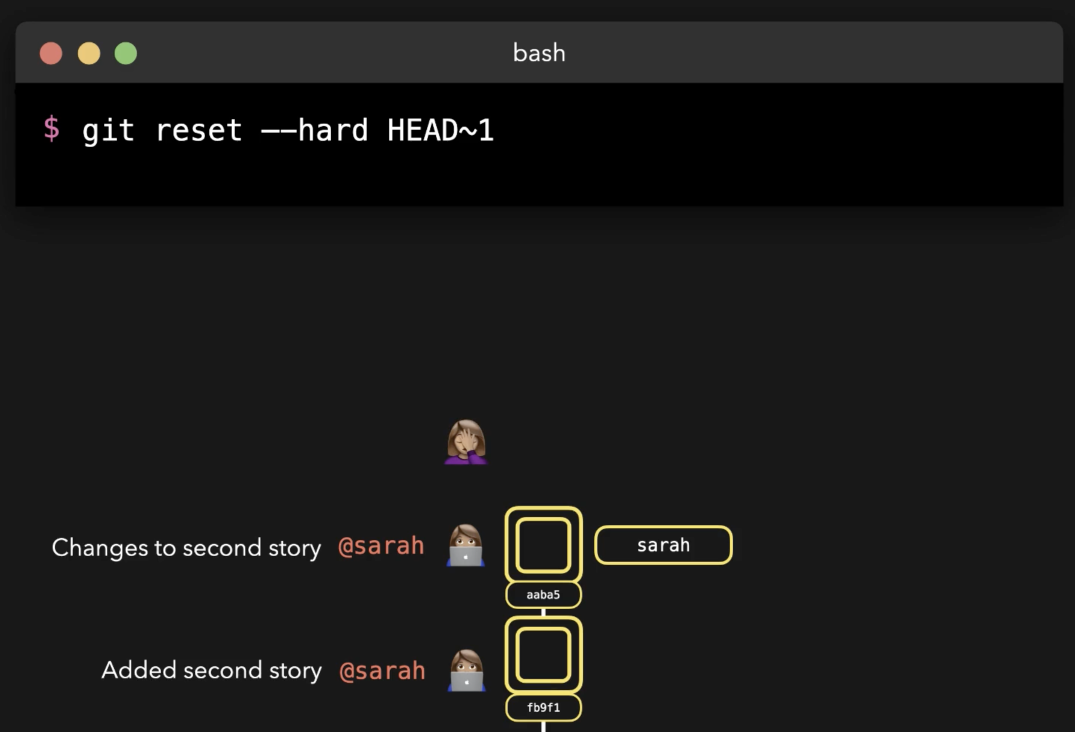 bash
$ git reset --hard HEAD~1
Changes to second story @sarah sarah
aaba5
Added second story @sarah
fb9f1